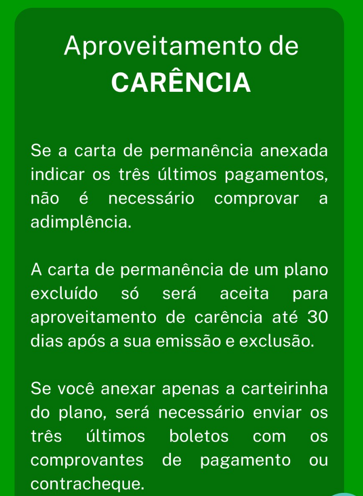 Aproveitamento de
CARÊNCIA
Se a carta de permanência anexada
indicar os três últimos pagamentos,
não é necessário comprovar a
adimplência.
A carta de permanência de um plano
excluído só será aceita para
aproveitamento de carência até 30
dias após a sua emissão e exclusão.
Se você anexar apenas a carteirinha
do plano, será necessário enviar os
três últimos boletos com os
comprovantes de pagamento ou
contracheque.